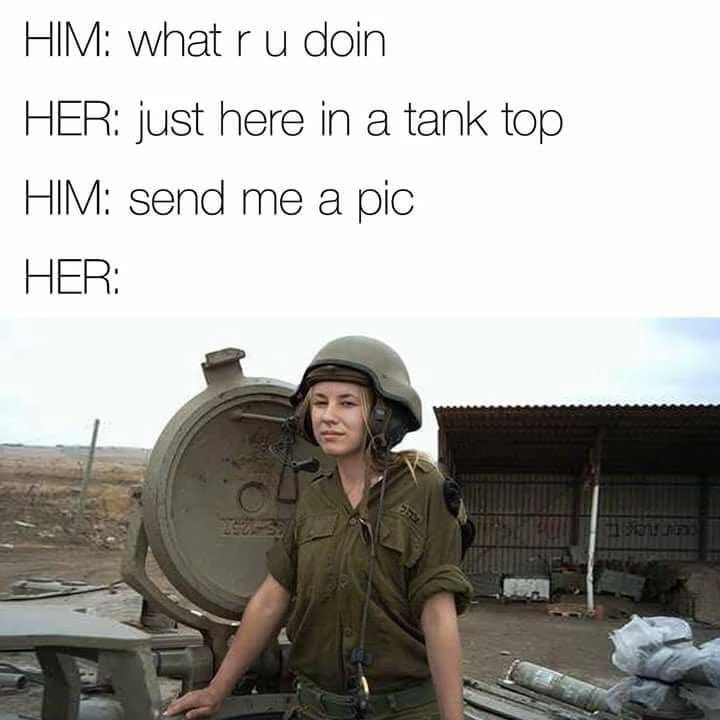 HIM: what r u doin
HER: just here in a tank top
HIM: send me a pic
HER: